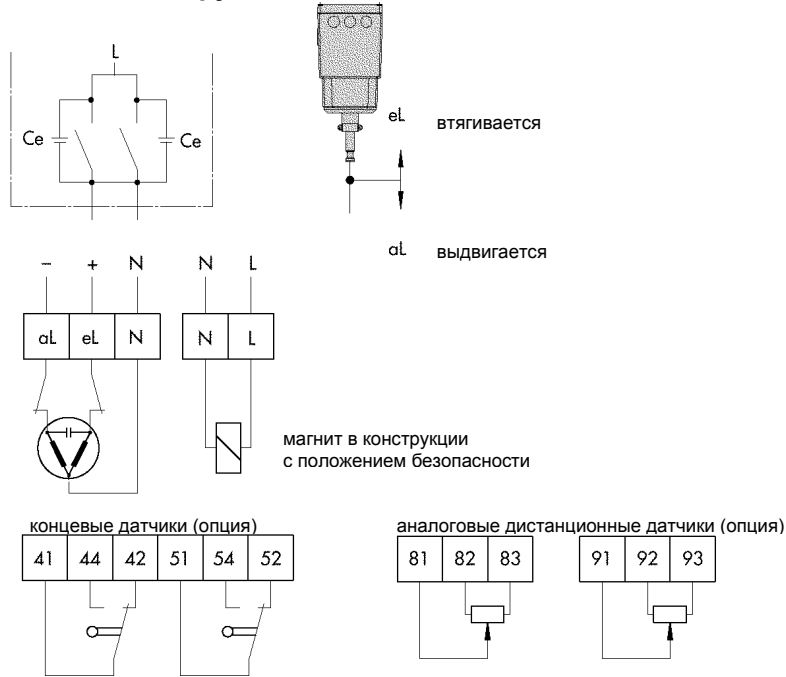 L
Ce
Ce
eL втягивается
aL выдвигается
– + N N L
aL eL N N L
магнит в конструкции
с положением безопасности
концевые датчики (опция)
41 44 42 51 54 52
аналоговые дистанционные датчики (опция)
81 82 83 91 92 93